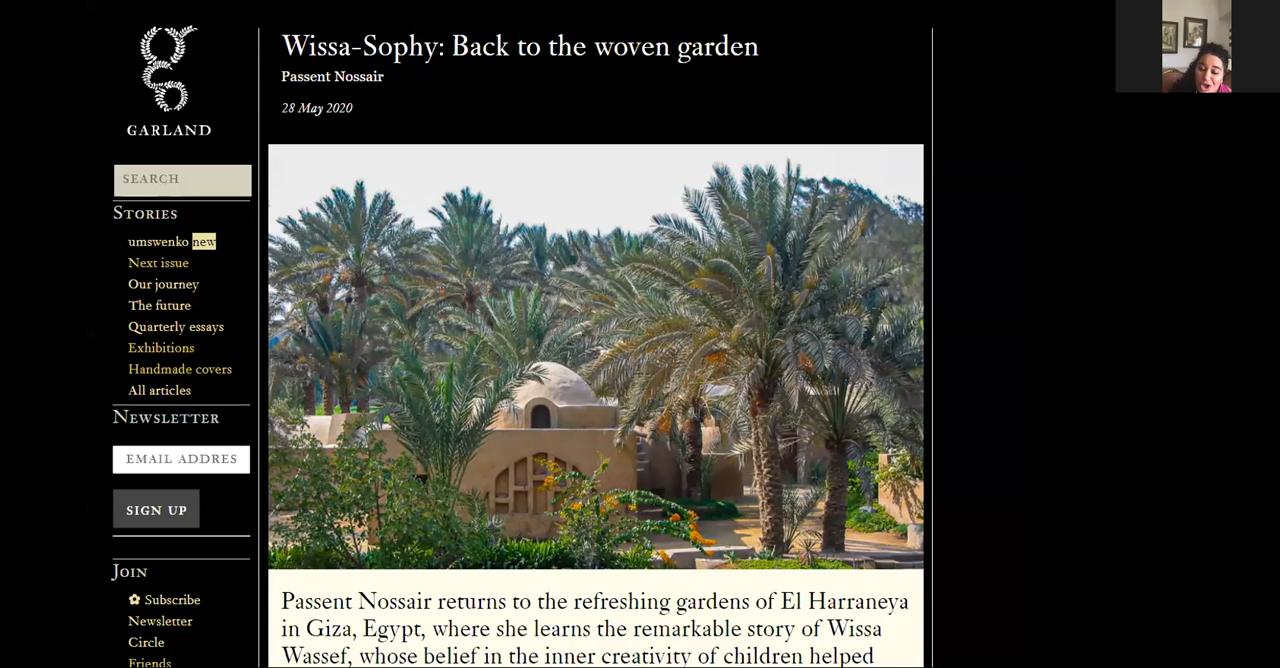 GARLAND
SEARCH
Stories
umswenko new
Next issue
Our journey
The future
Quarterly essays
Exhibitions
Handmade covers
All articles
Newsletter
EMAIL ADDRES
SIGN UP
Join
✿ Subscribe
Newsletter
Circle
Friends
Wissa-Sophy: Back to the woven garden
Passent Nossair
28 May 2020
Passent Nossair returns to the refreshing gardens of El Harraneya
in Giza, Egypt, where she learns the remarkable story of Wissa
Wassef, whose belief in the inner creativity of children helped